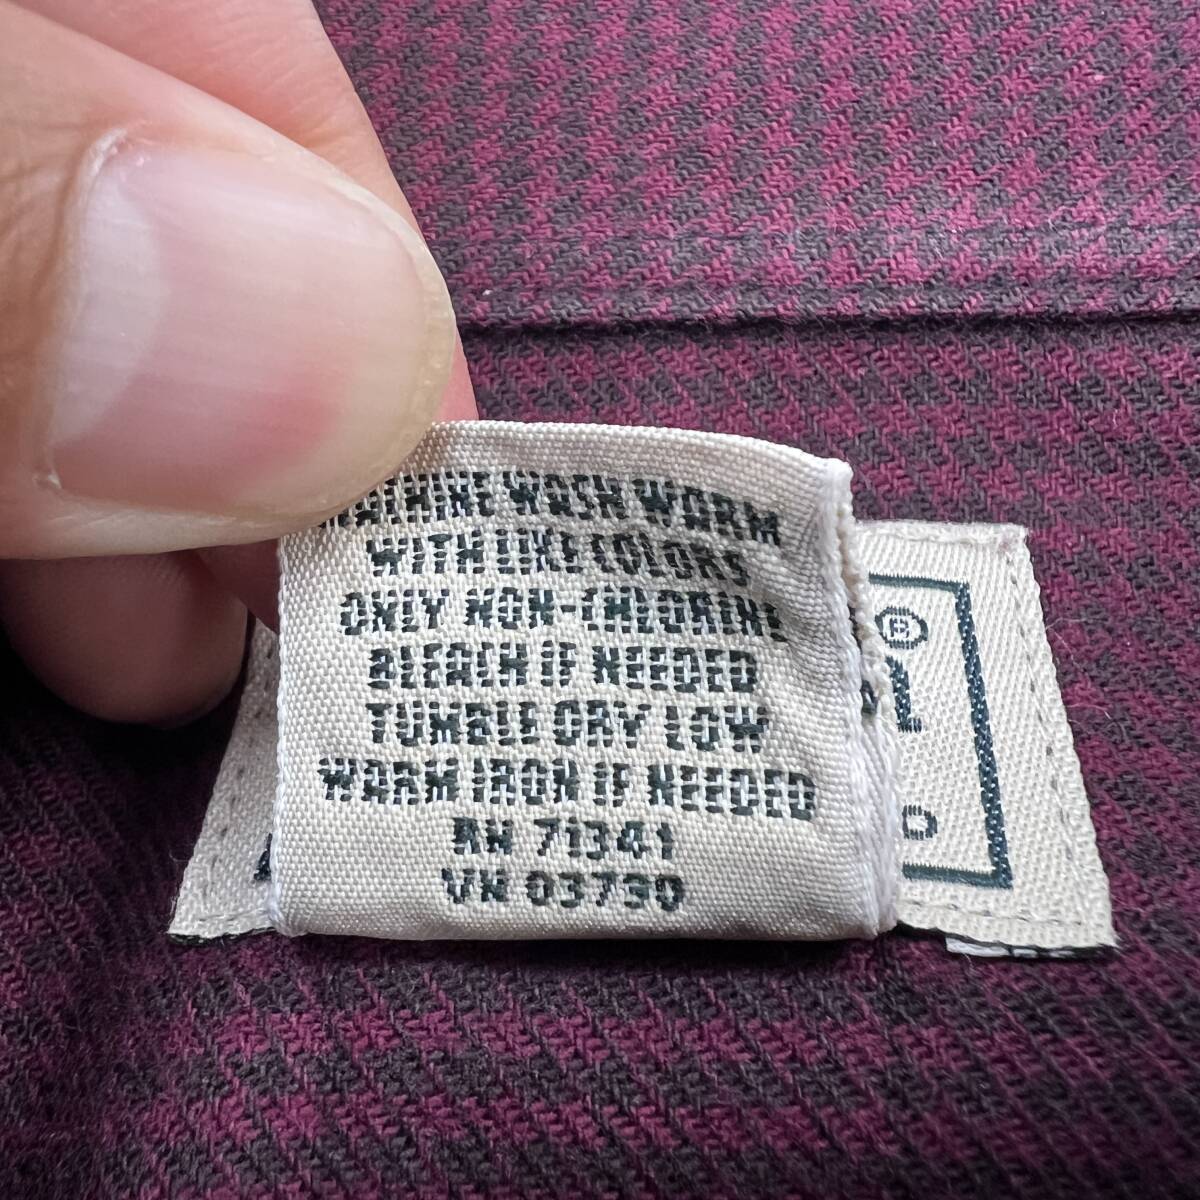 MACHINE WASH WARM
WITH LIKE COLORS
ONLY NON-CHLORINE
BLEACH IF NEEDED
TUMBLE DRY LOW
WARM IRON IF NEEDED
RN 71341
VN 03730
®